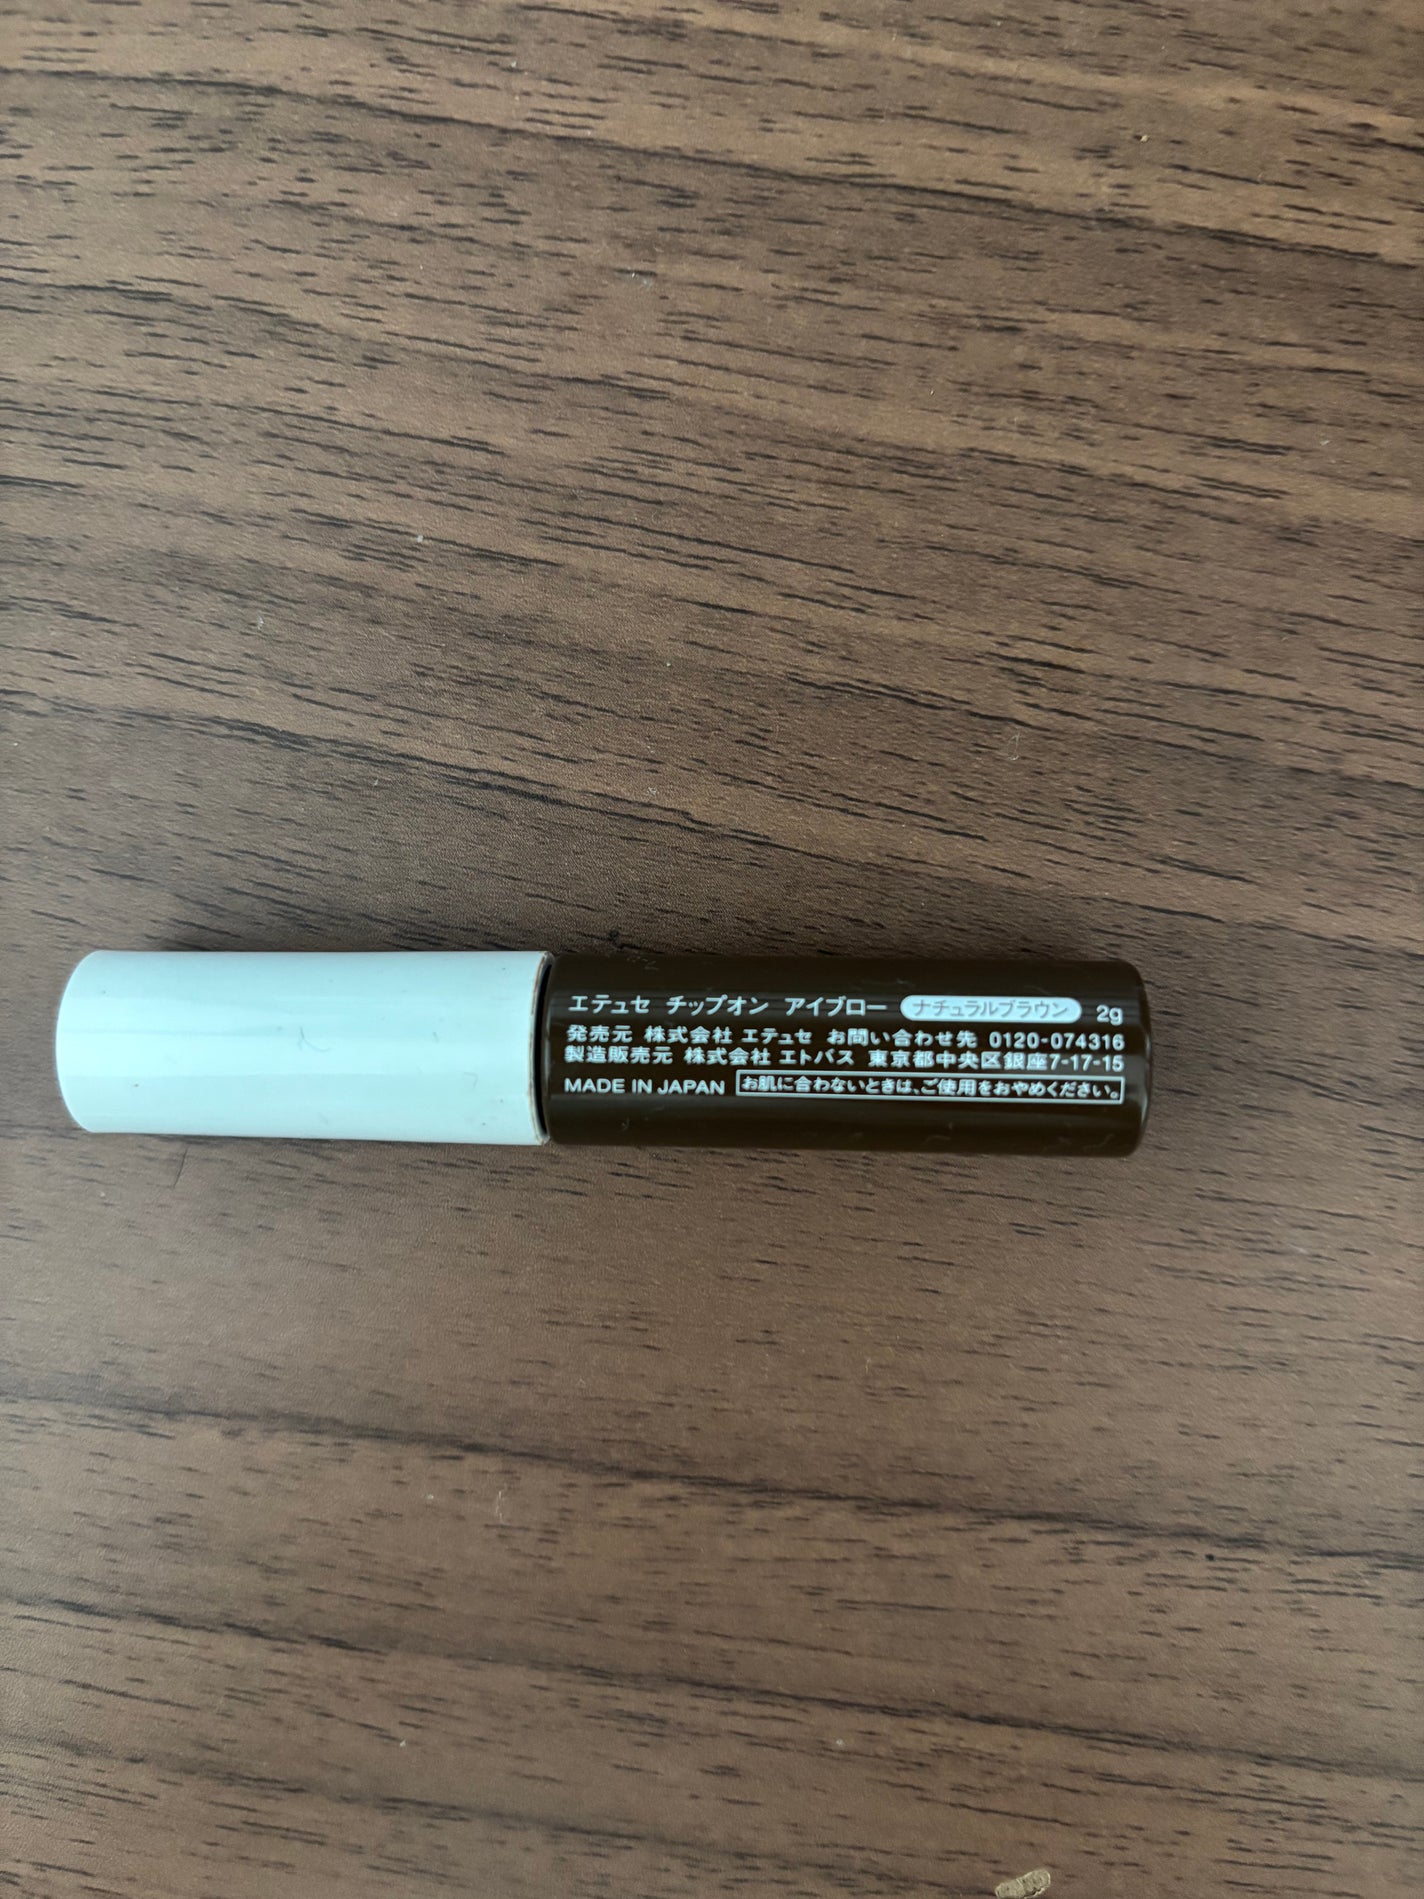 エテュセ チップオン アイブロー ナチュラルブラウン 2g
発売元 株式会社 エテュセ お問い合わせ先 0120-074316
製造販売元 株式会社 エトバス 東京都中央区銀座7-17-15
MADE IN JAPAN お肌に合わないときは、ご使用をおやめください。